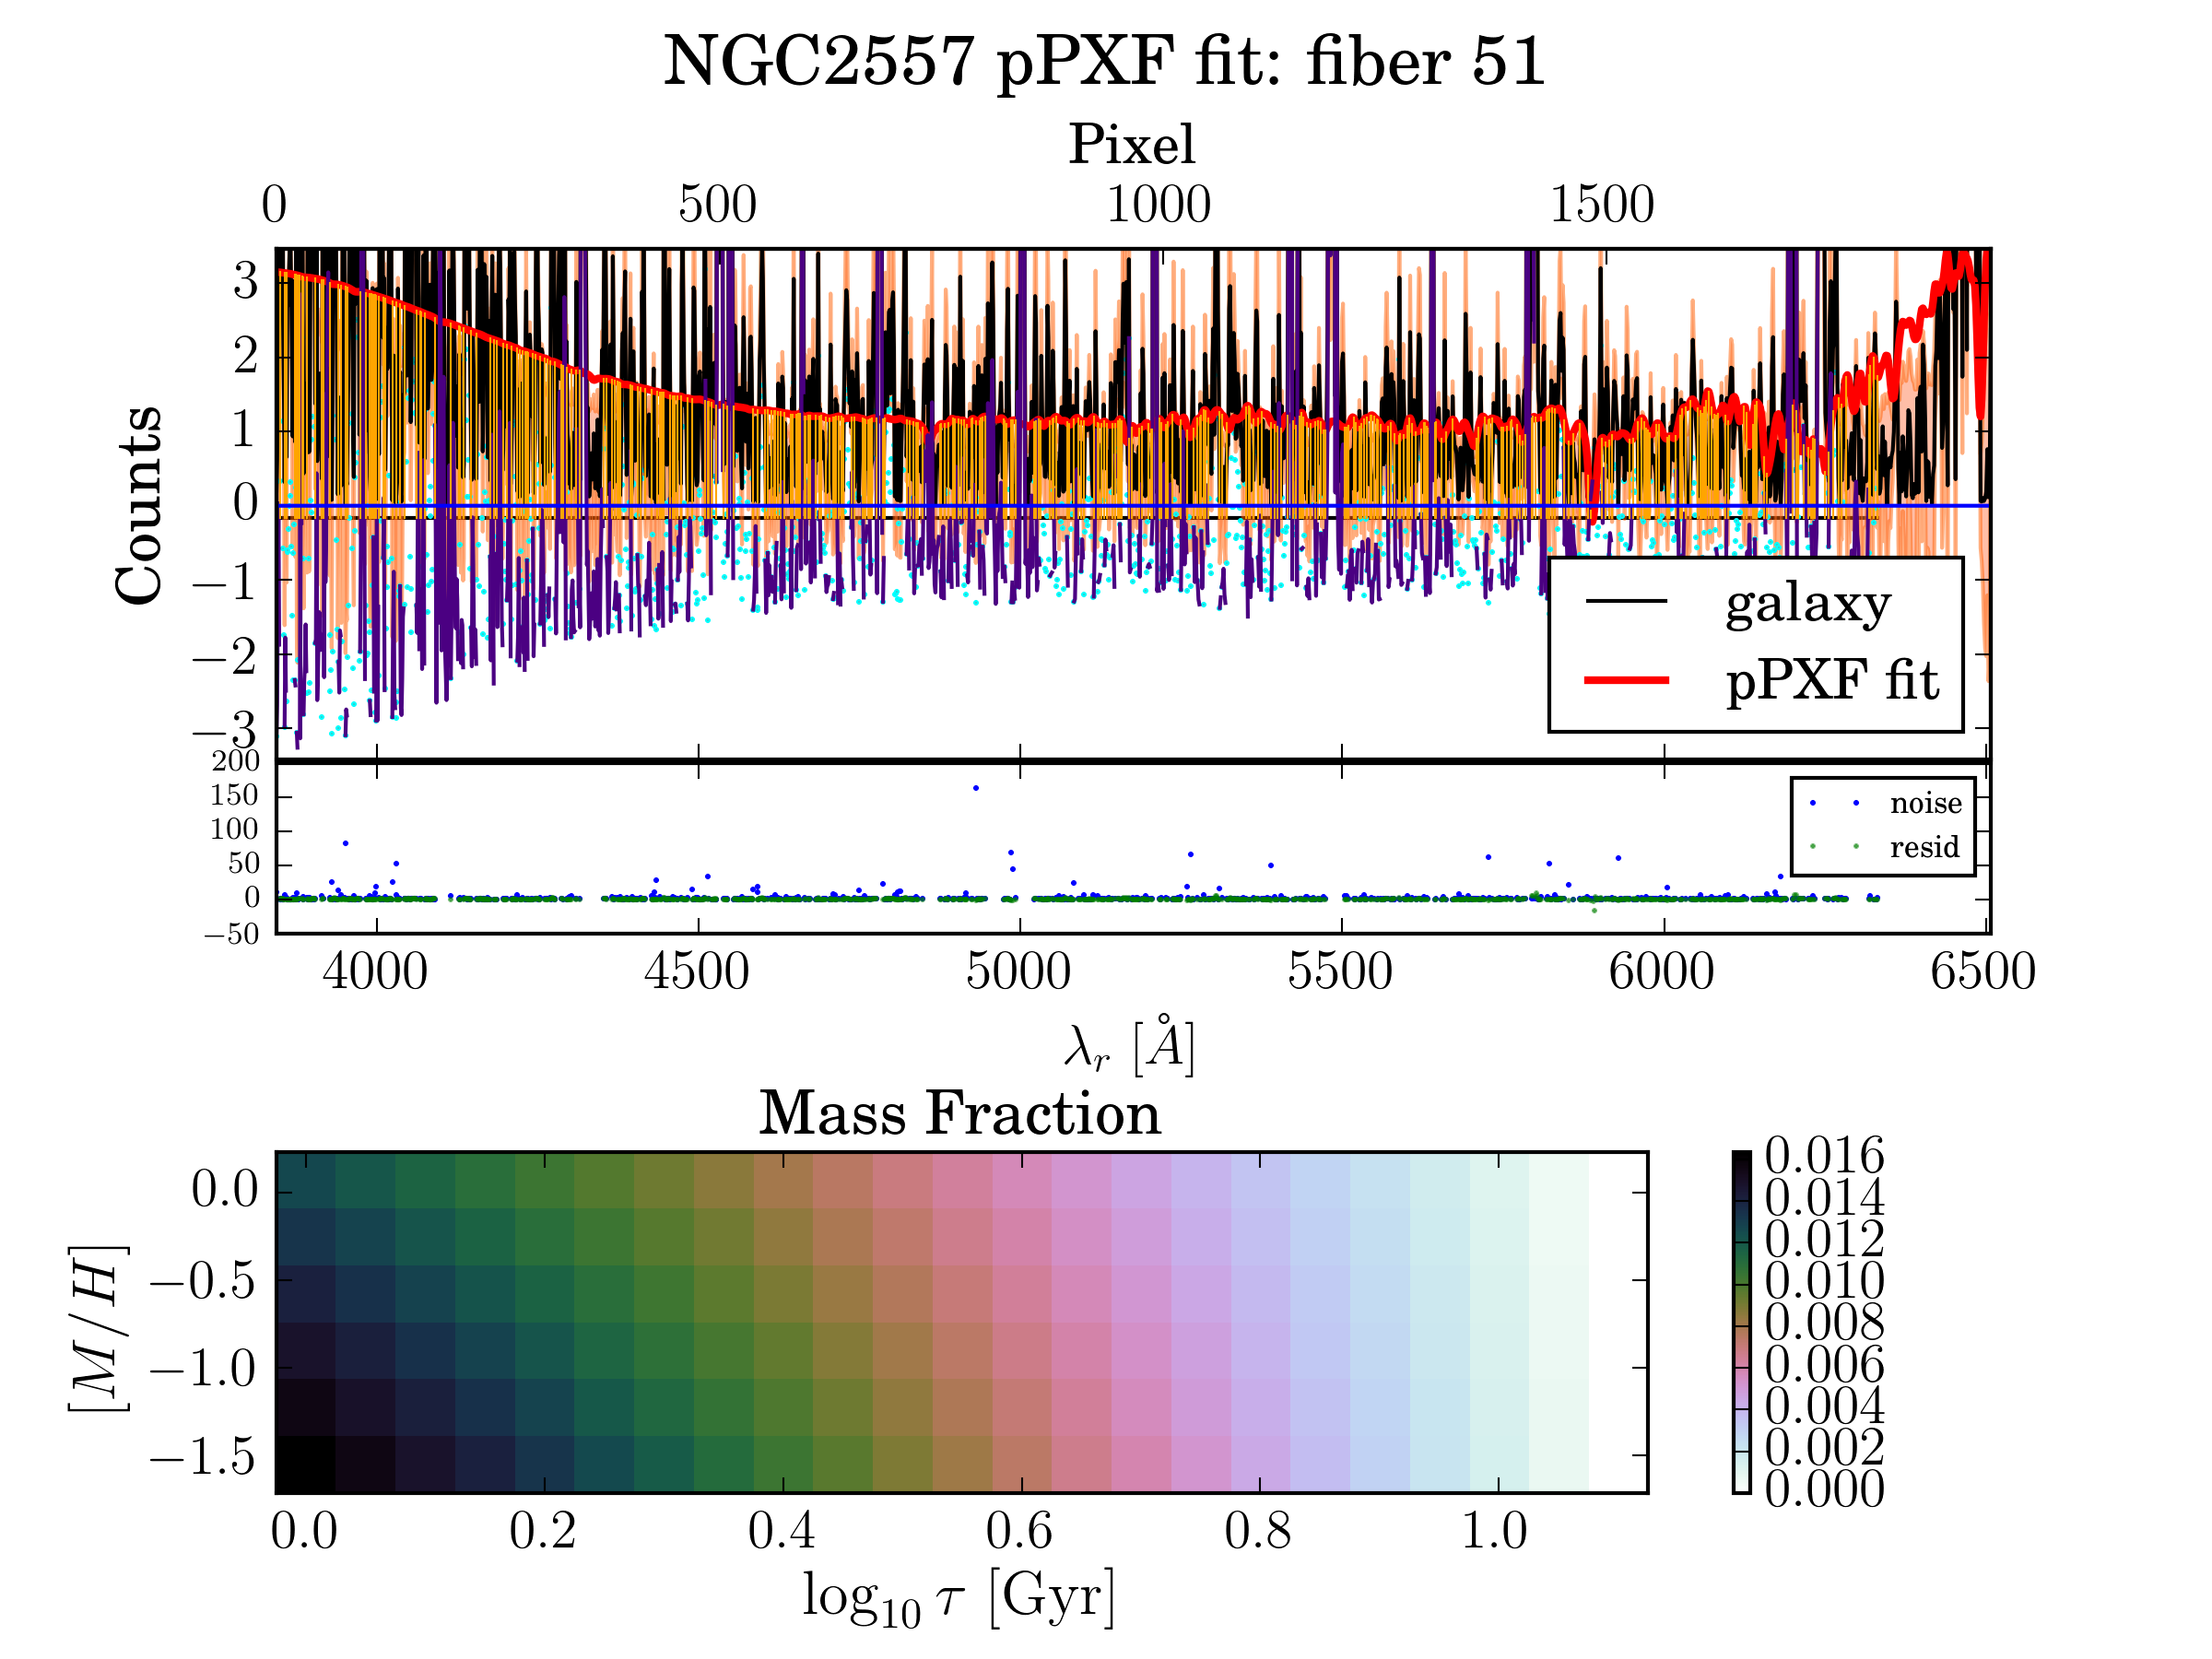 NGC2557 pPXF fit: fiber 51
Pixel
0 500 1000 1500
3
2
1
0
−1
−2
−3
Counts
galaxy
pPXF fit
200
150
100
50
0
−50
noise
resid
4000 4500 5000 5500 6000 6500
λr [Å]
Mass Fraction
0.0
−0.5
−1.0
−1.5
[M/H]
0.016
0.014
0.012
0.010
0.008
0.006
0.004
0.002
0.000
0.0 0.2 0.4 0.6 0.8 1.0
log10 τ [Gyr]